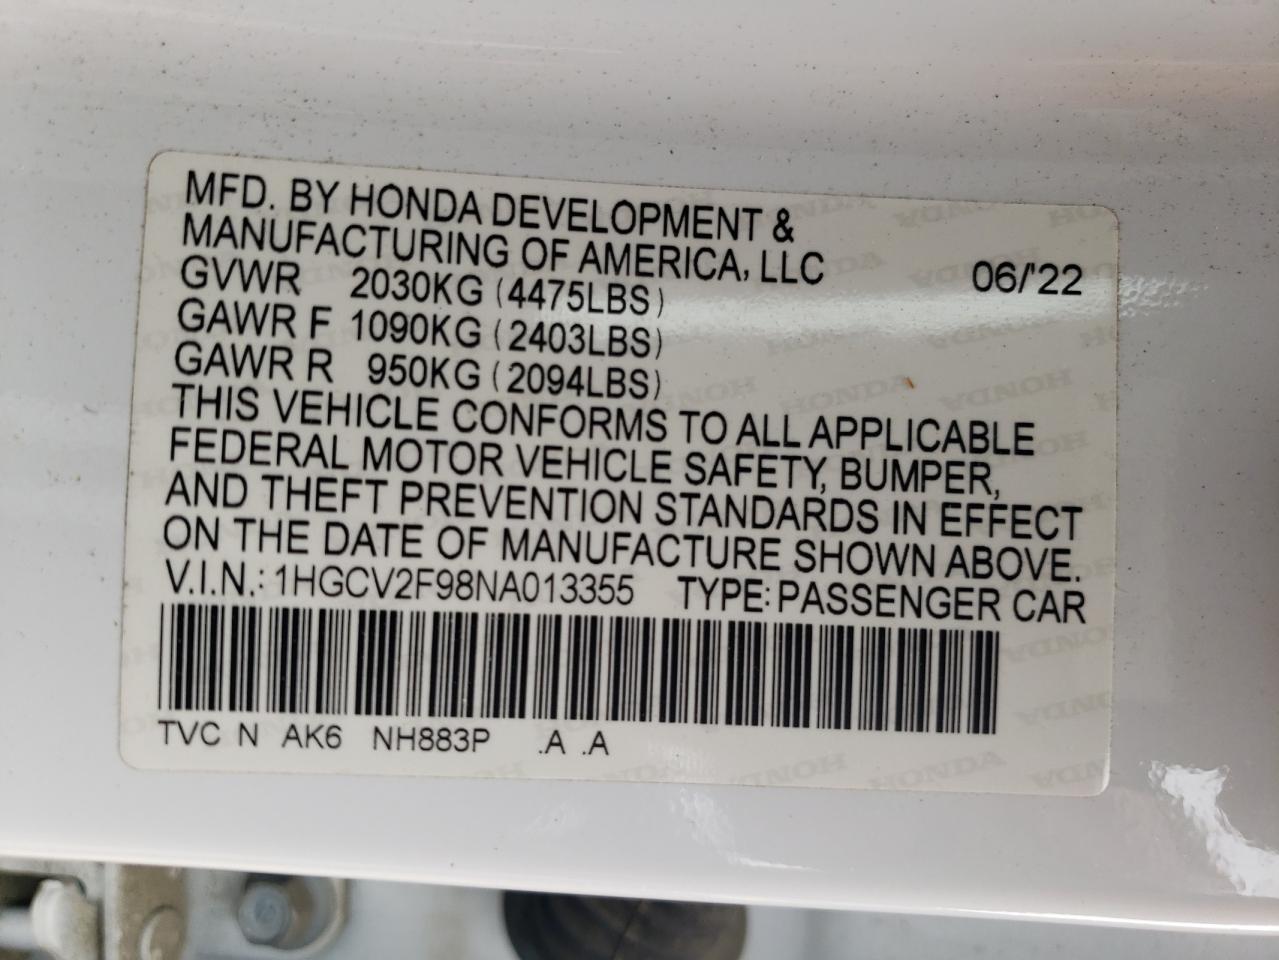 MFD. BY HONDA DEVELOPMENT &
MANUFACTURING OF AMERICA, LLC 06/'22
GVWR 2030KG (4475LBS)
GAWR F 1090KG (2403LBS)
GAWR R 950KG (2094LBS)
THIS VEHICLE CONFORMS TO ALL APPLICABLE
FEDERAL MOTOR VEHICLE SAFETY, BUMPER,
AND THEFT PREVENTION STANDARDS IN EFFECT
ON THE DATE OF MANUFACTURE SHOWN ABOVE.
V.I.N.: 1HGCV2F98NA013355 TYPE: PASSENGER CAR
TVC N AK6 NH883P .A .A